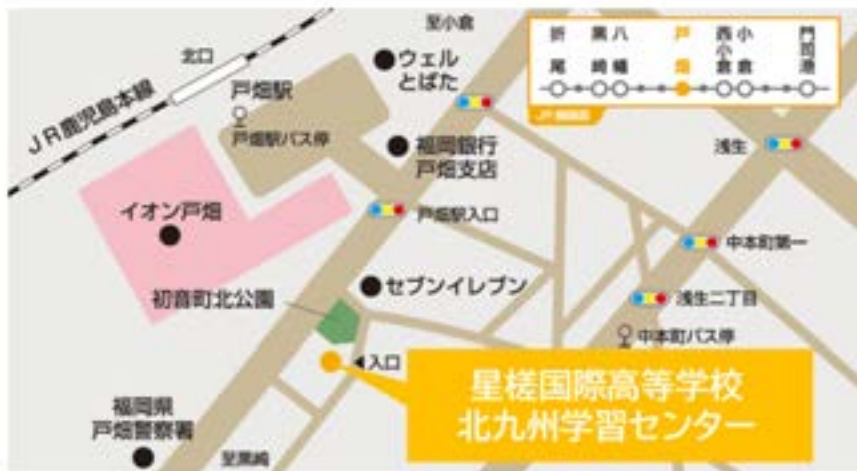 至小倉
北口
JR鹿児島本線
戸畑駅
戸畑駅バス停
ウェル
とばた
福岡銀行
戸畑支店
折尾
黒崎
八幡
戸畑
西小倉
小倉
門司港
浅生
イオン戸畑
戸畑駅入口
中本町第一
初音町北公園
セブンイレブン
浅生二丁目
中本町バス停
入口
星槎国際高等学校
北九州学習センター
福岡県
戸畑警察署
至黒崎